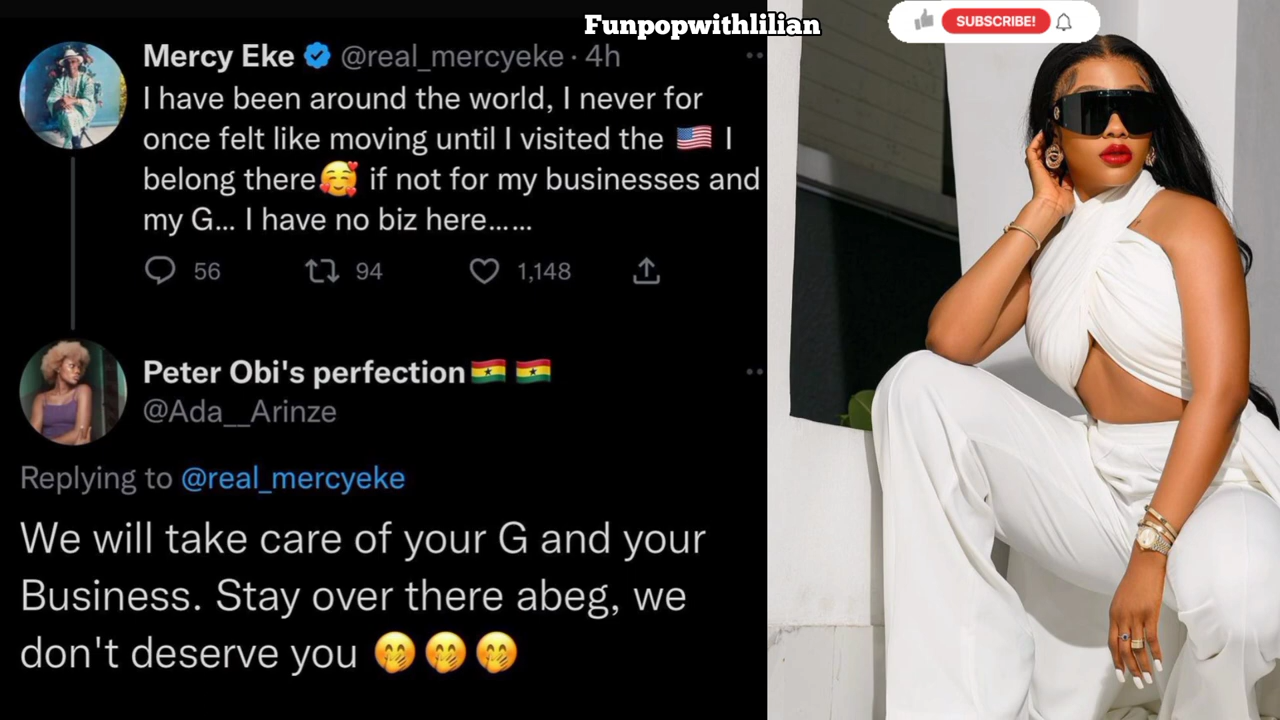 Funpopwithlilian
SUBSCRIBE!
Mercy Eke @real_mercyeke · 4h
I have been around the world, I never for
once felt like moving until I visited the 🇺🇸 I
belong there🥰 if not for my businesses and
my G... I have no biz here......
56 94 1,148
Peter Obi's perfection🇬🇭 🇬🇭
@Ada__Arinze
Replying to @real_mercyeke
We will take care of your G and your
Business. Stay over there abeg, we
don't deserve you 🤭🤭🤭